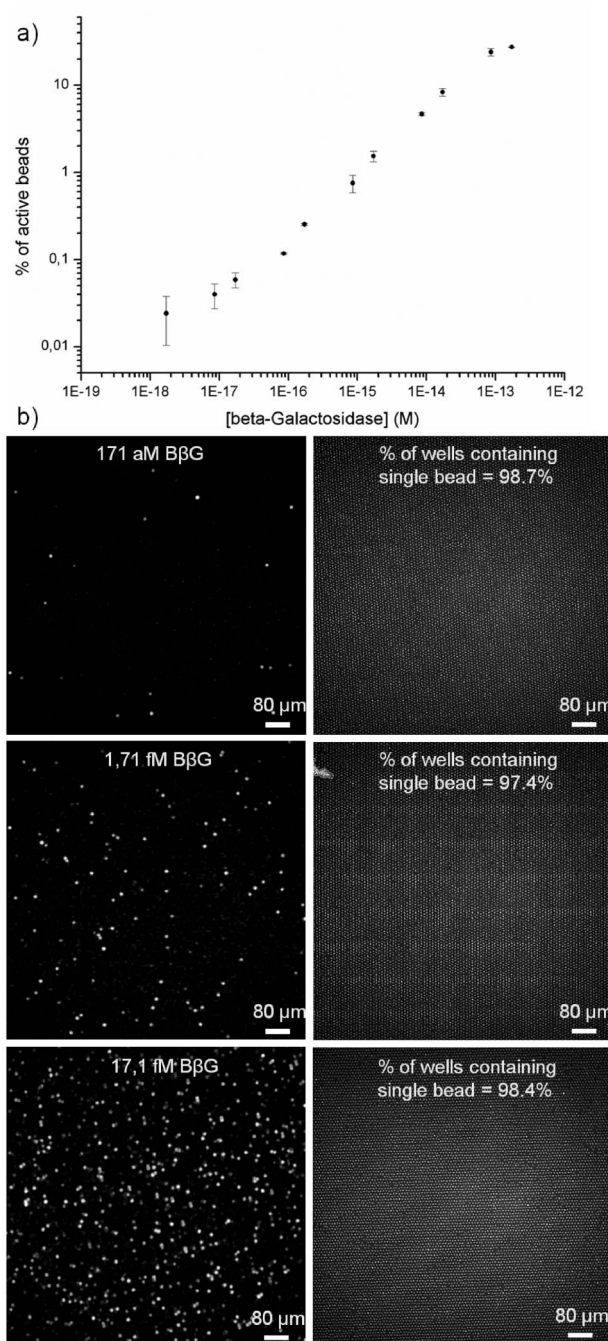 a)
% of active beads
10
1
0,1
0,01
1E-19 1E-18 1E-17 1E-16 1E-15 1E-14 1E-13 1E-12
[beta-Galactosidase] (M)
b)
171 aM BβG
80 µm
% of wells containing
single bead = 98.7%
80 µm
1,71 fM BβG
80 µm
% of wells containing
single bead = 97.4%
80 µm
17,1 fM BβG
80 µm
% of wells containing
single bead = 98.4%
80 µm